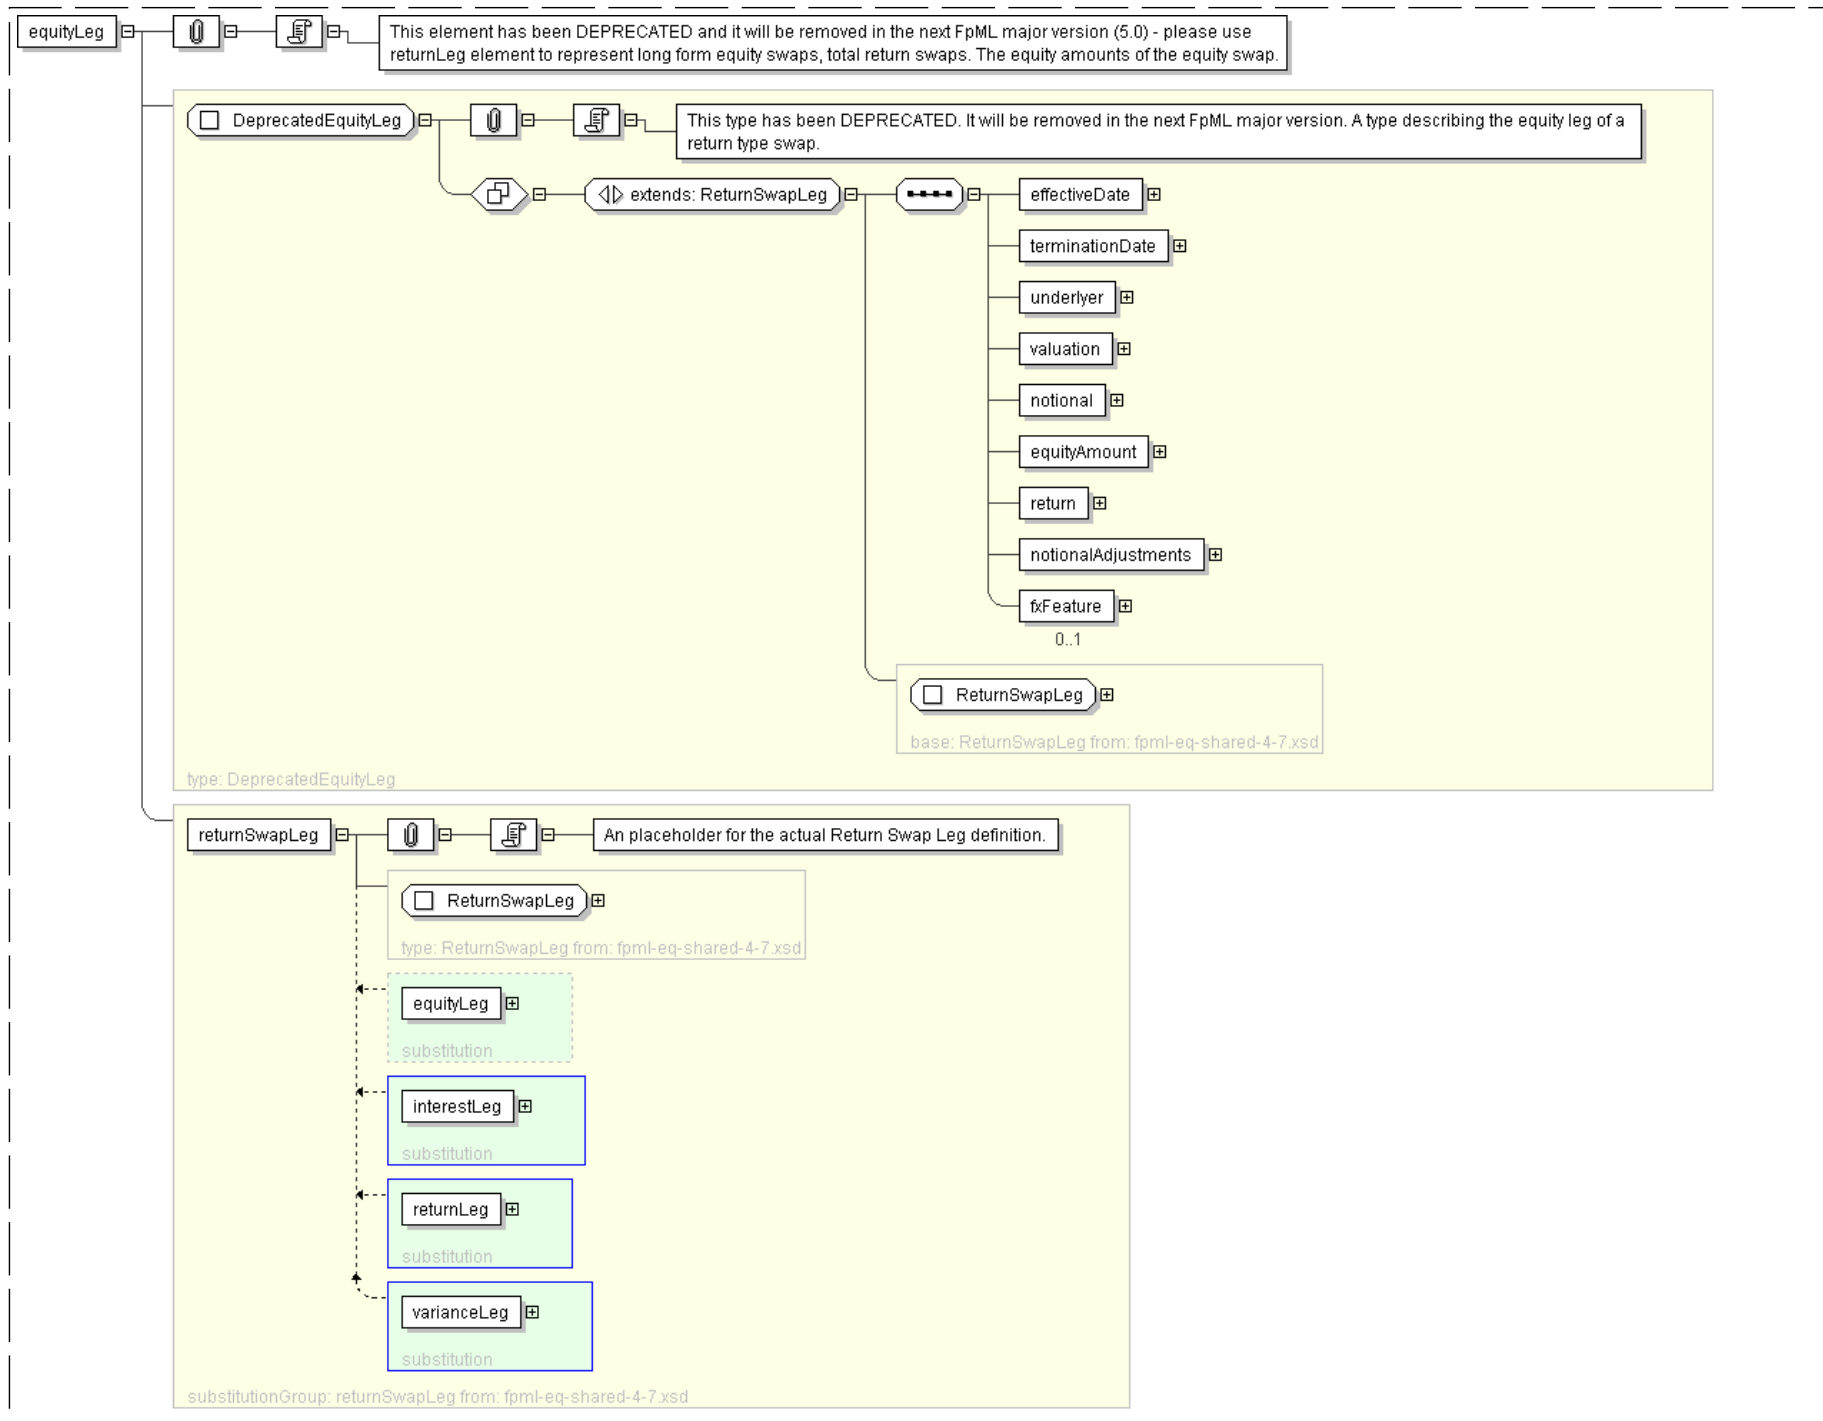 equityLeg
This element has been DEPRECATED and it will be removed in the next FpML major version (5.0) - please use
returnLeg element to represent long form equity swaps, total return swaps. The equity amounts of the equity swap.
DeprecatedEquityLeg
This type has been DEPRECATED. It will be removed in the next FpML major version. A type describing the equity leg of a
return type swap.
extends: ReturnSwapLeg
effectiveDate
terminationDate
underlyer
valuation
notional
equityAmount
return
notionalAdjustments
fxFeature
0..1
ReturnSwapLeg
base: ReturnSwapLeg from: fpml-eq-shared-4-7.xsd
type: DeprecatedEquityLeg
returnSwapLeg
An placeholder for the actual Return Swap Leg definition.
ReturnSwapLeg
type: ReturnSwapLeg from: fpml-eq-shared-4-7.xsd
equityLeg
substitution
interestLeg
substitution
returnLeg
substitution
varianceLeg
substitution
substitutionGroup: returnSwapLeg from: fpml-eq-shared-4-7.xsd